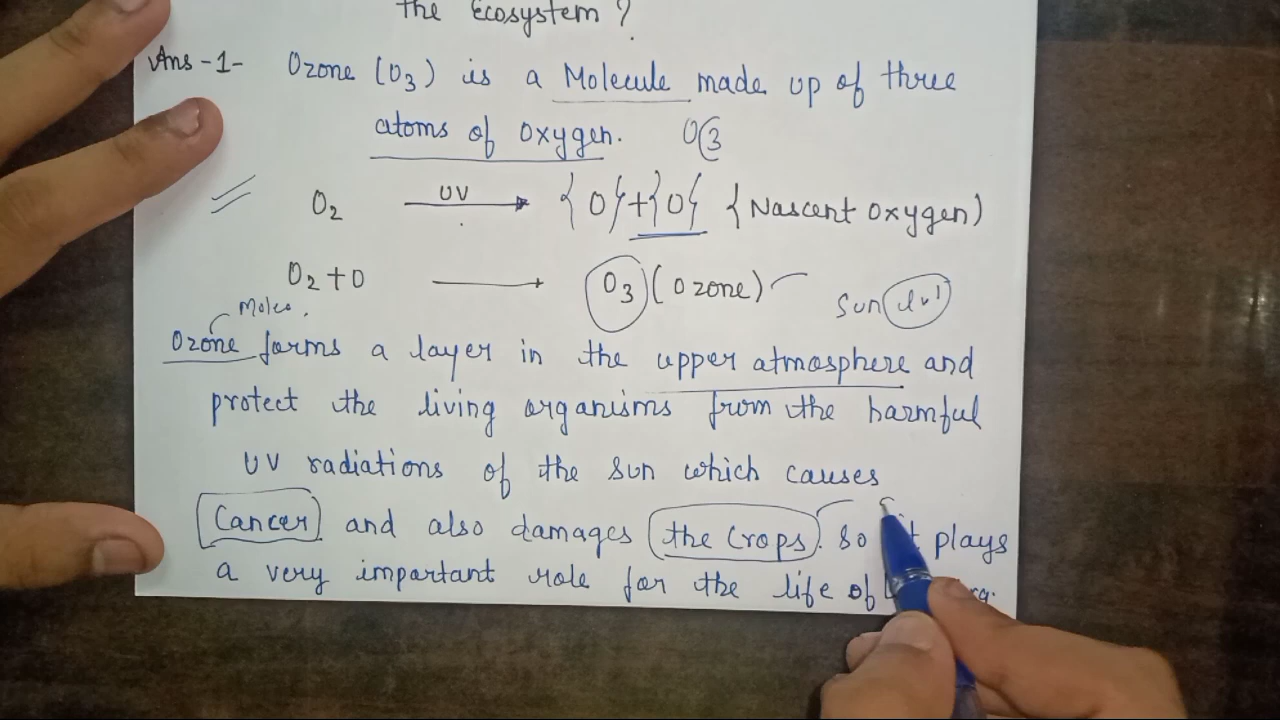 the Ecosystem?
Ans-1- Ozone (O3) is a Molecule made up of three
atoms of oxygen. O3
O2 UV {O}+{O} {Nascent oxygen)
O2+O O3 (Ozone)
Sun UV
Ozone forms a layer in the upper atmosphere and
protect the living organisms from the harmful
UV radiations of the sun which causes
Cancer and also damages the crops. So it plays
a very important role for the life of